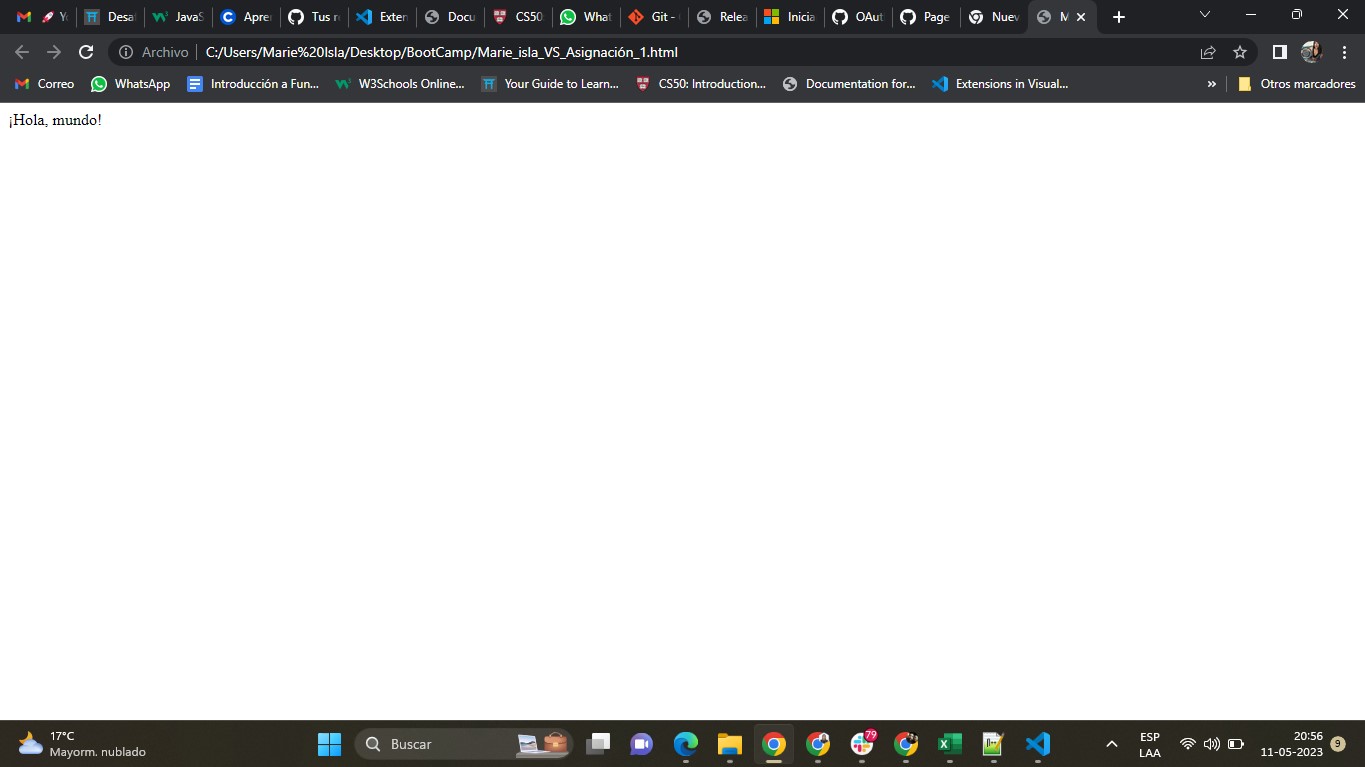 Desa JavaS Apre Tus r Exten Docu CS50 What Git - Relea Inicia OAut Page Nuev M
Archivo C:/Users/Marie%20Isla/Desktop/BootCamp/Marie_isla_VS_Asignación_1.html
Correo WhatsApp Introducción a Fun... W3Schools Online... Your Guide to Learn... CS50: Introduction... Documentation for... Extensions in Visual... » Otros marcadores
¡Hola, mundo!
17°C
Mayorm. nublado
Buscar
79
ESP
LAA
20:56
11-05-2023
9